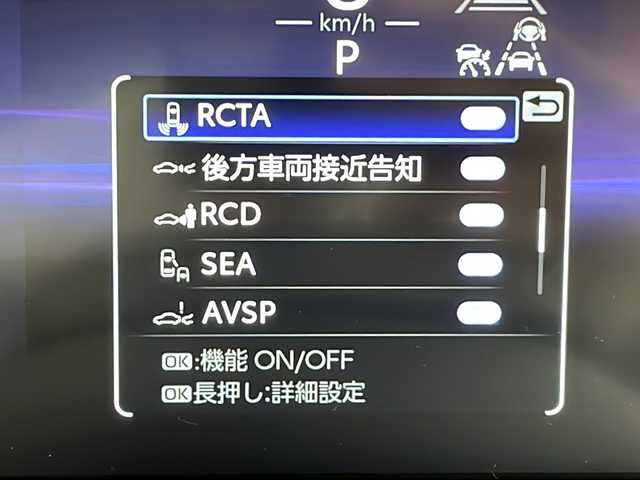 km/h
P
RCTA
後方車両接近告知
RCD
SEA
AVSP
OK:機能 ON/OFF
OK長押し:詳細設定